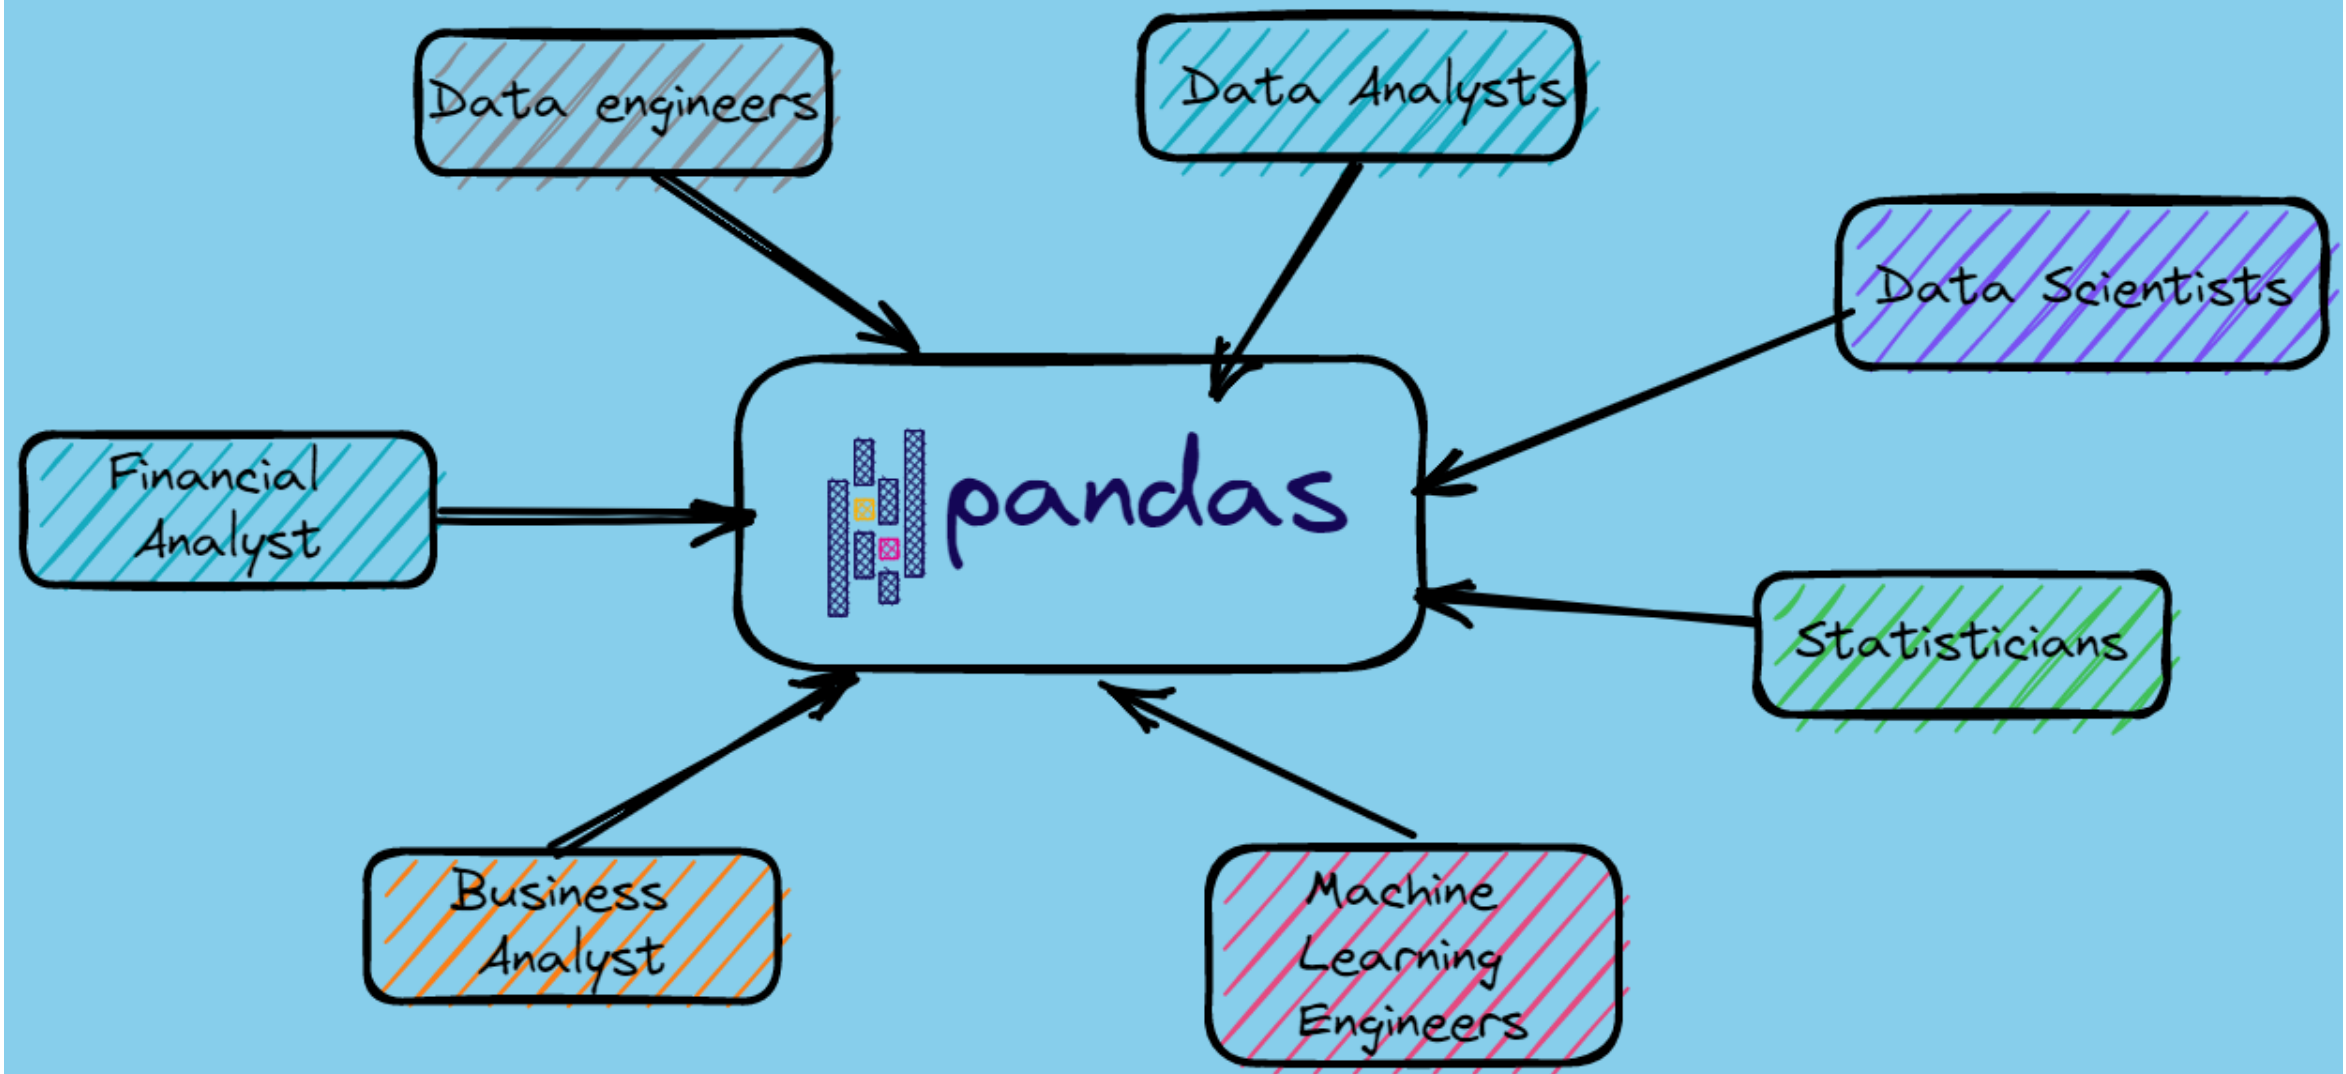 Data engineers
Data Analysts
Data Scientists
Financial
Analyst
pandas
Statisticians
Business
Analyst
Machine
Learning
Engineers